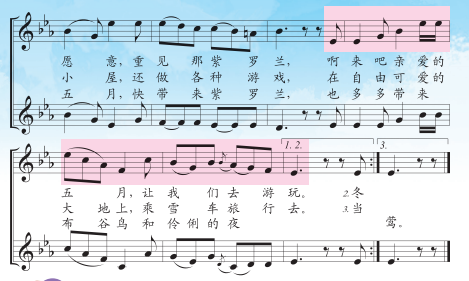 愿 意，重 见 那 紫 罗 兰， 啊 来 吧 亲 爱 的
小 屋，还 做 各 种 游 戏， 在 自 由 可 爱 的
五 月，快 带 来 紫 罗 兰， 也 多 多 带 来
1. 2. 3.
五 月，让 我 们 去 游 玩。 2.冬
大 地 上，乘 雪 车 旅 行 去。 3.当
布 谷 鸟 和 伶 俐 的 夜 莺。